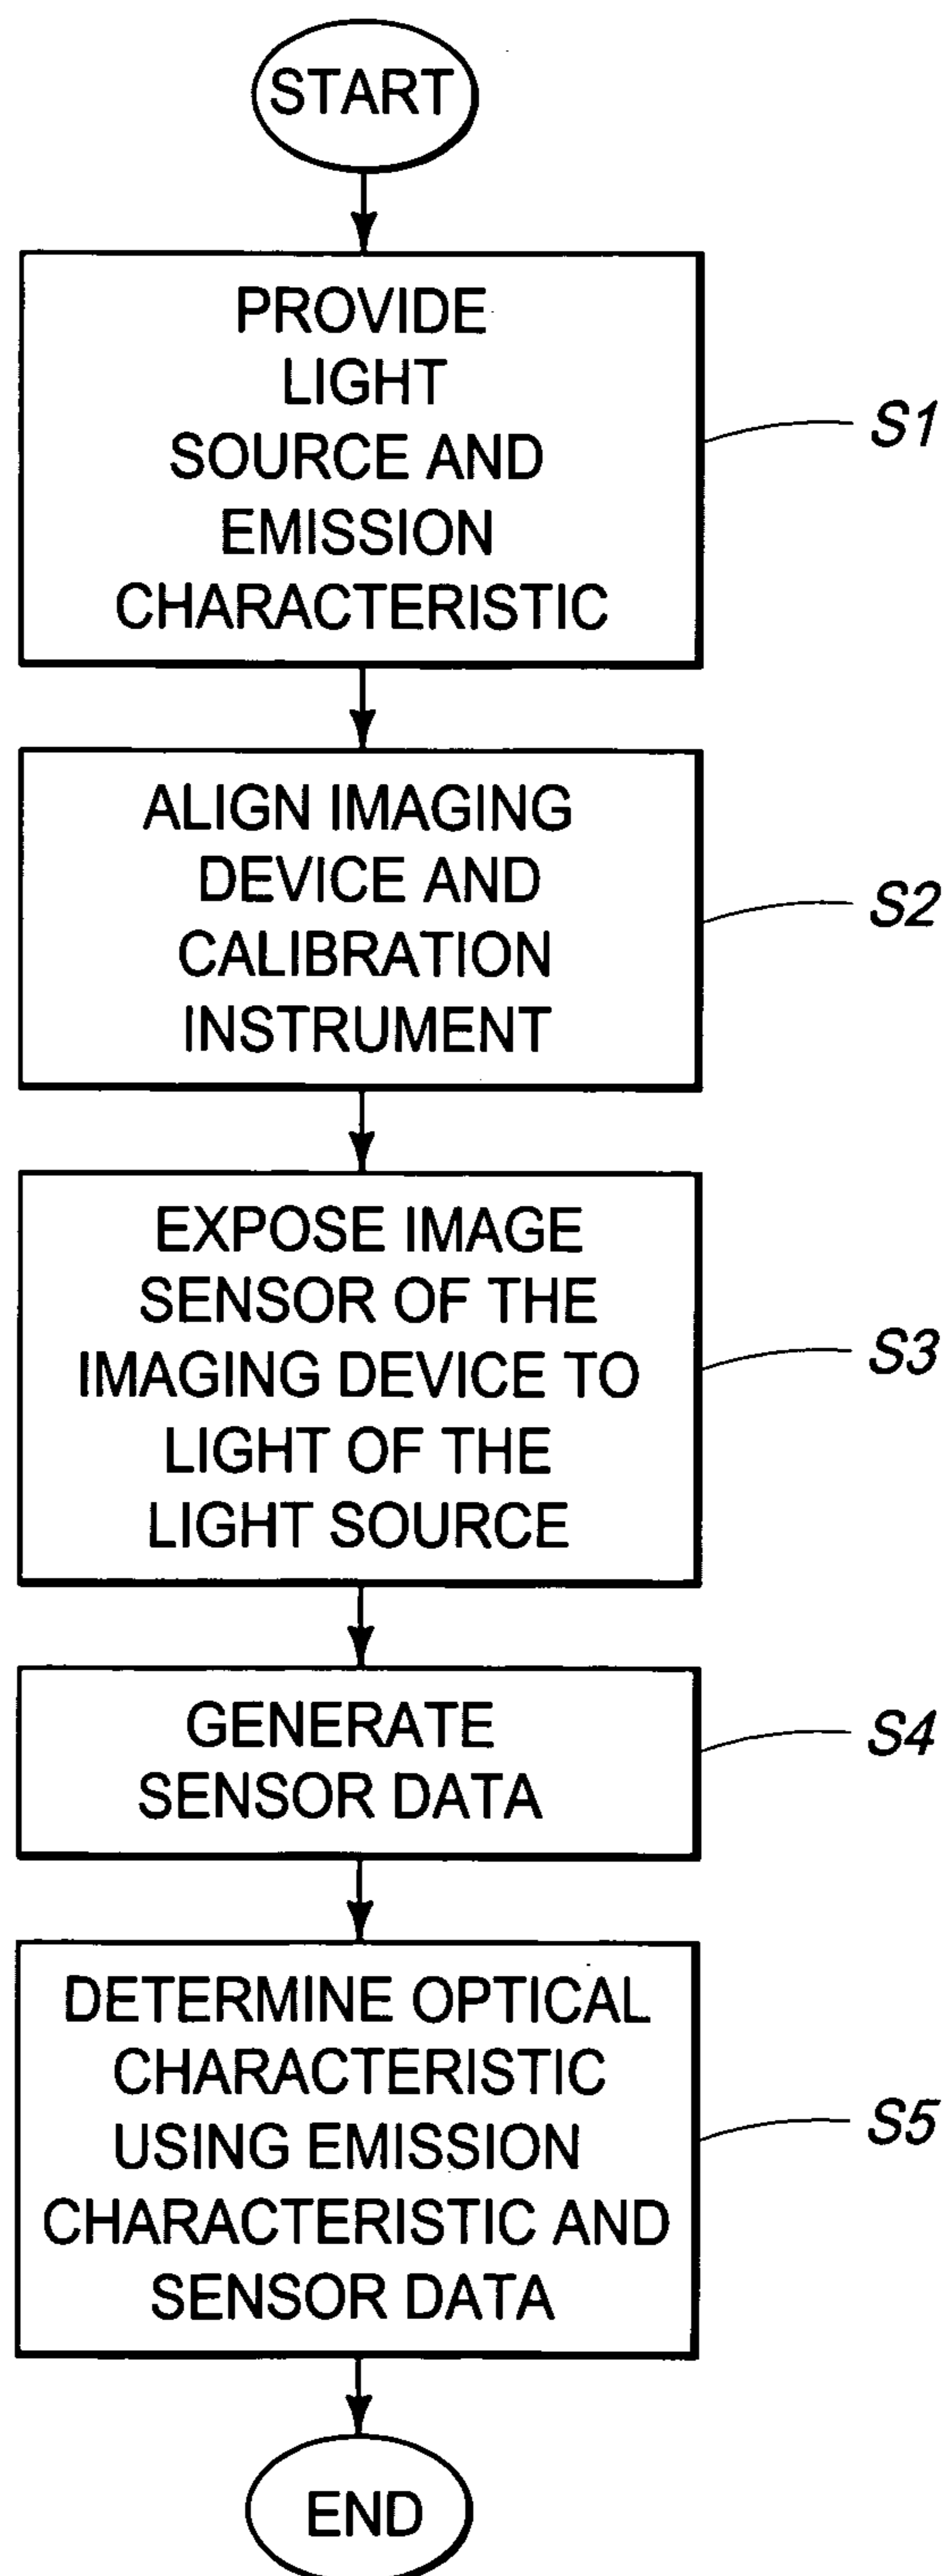 START
PROVIDE
LIGHT
SOURCE AND
EMISSION
CHARACTERISTIC
S1
ALIGN IMAGING
DEVICE AND
CALIBRATION
INSTRUMENT
S2
EXPOSE IMAGE
SENSOR OF THE
IMAGING DEVICE TO
LIGHT OF THE
LIGHT SOURCE
S3
GENERATE
SENSOR DATA
S4
DETERMINE OPTICAL
CHARACTERISTIC
USING EMISSION
CHARACTERISTIC AND
SENSOR DATA
S5
END